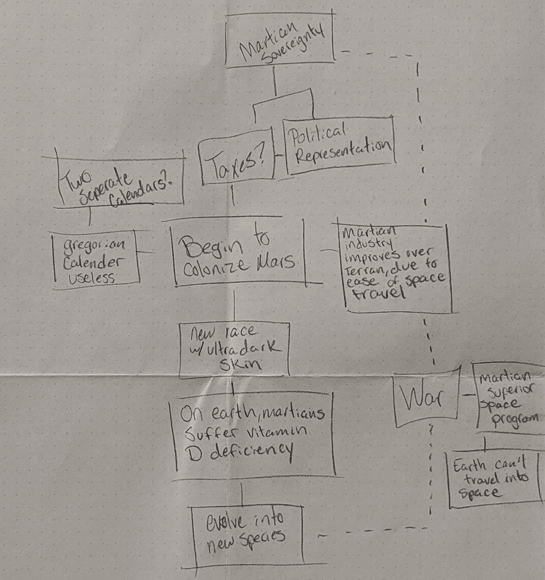 Martian
Sovereignty
Taxes?
Political
Representation
Two
Seperate
Calendars?
Gregorian
Calender
useless
Begin to
Colonize Mars
Martian
industry
improves over
Terran, due to
ease of space
travel
new race
w/ ultra dark
skin
War
Martian
Superior
Space
program
On earth, martians
Suffer vitamin
D deficiency
Earth can't
travel into
Space
evolve into
new species